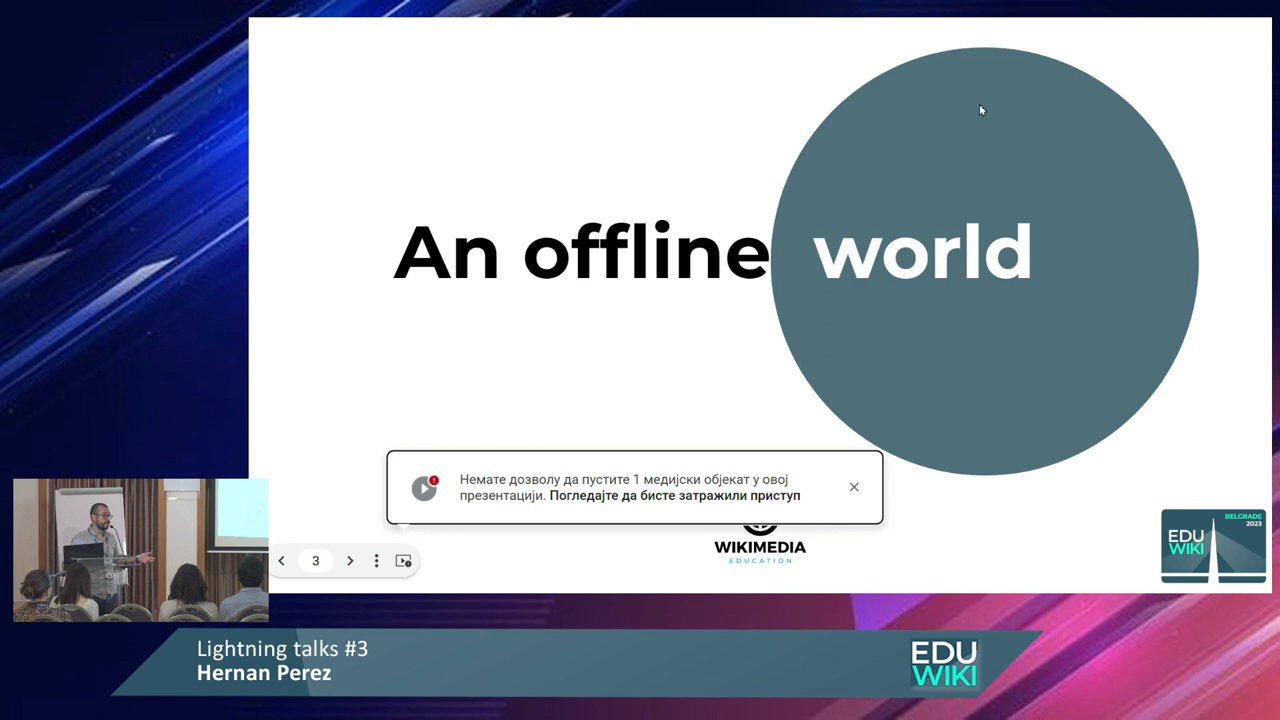 An offline world
Немате дозволу да пустите 1 медијски објекат у овој
презентацији. Погледајте да бисте затражили приступ
WIKIMEDIA
EDUCATION
3
BELGRADE
2023
EDU
WIKI
Lightning talks #3
Hernan Perez
EDU
WIKI